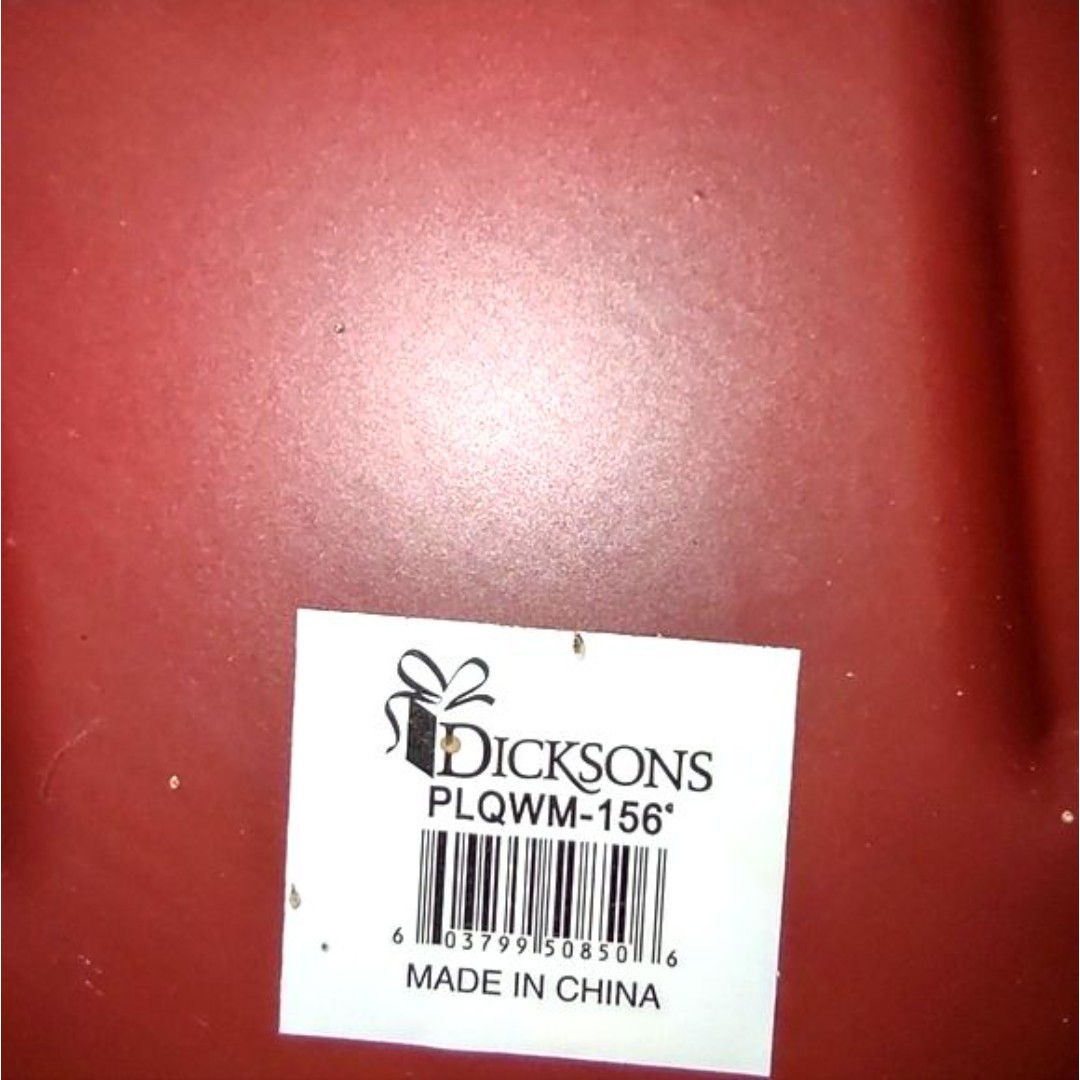 DICKSONS
PLQWM-156
6 03799 50850 6
MADE IN CHINA